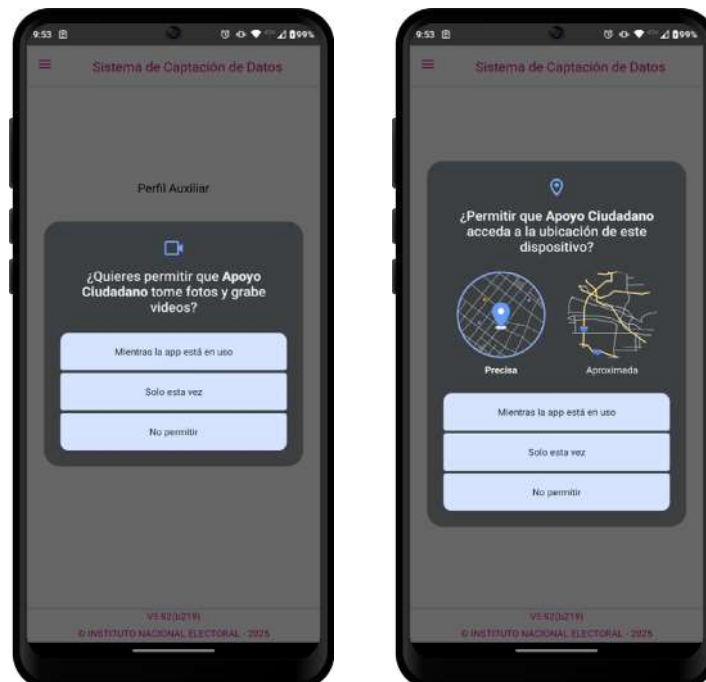 9:53
99%
Sistema de Captación de Datos
Perfil Auxiliar
¿Quieres permitir que Apoyo
Ciudadano tome fotos y grabe
videos?
Mientras la app está en uso
Solo esta vez
No permitir
V5.92(b219)
© INSTITUTO NACIONAL ELECTORAL - 2025
9:53
99%
Sistema de Captación de Datos
¿Permitir que Apoyo Ciudadano
acceda a la ubicación de este
dispositivo?
Precisa
Aproximada
Mientras la app está en uso
Solo esta vez
No permitir
V5.92(b219)
© INSTITUTO NACIONAL ELECTORAL - 2025